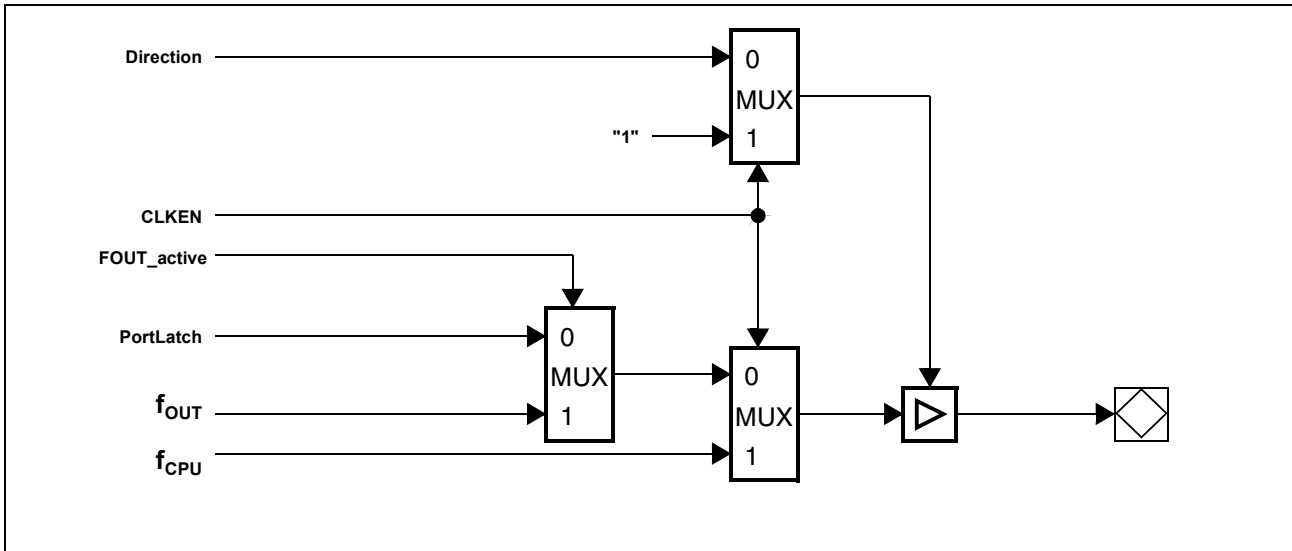 Direction
0
MUX
"1"
1
CLKEN
FOUT_active
PortLatch
0
MUX
fOUT
1
0
MUX
fCPU
1